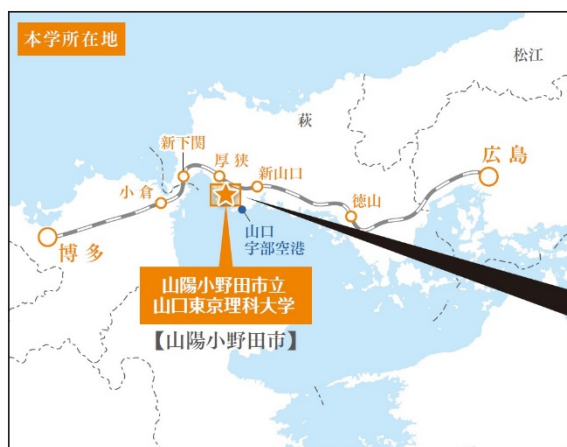 本学所在地
松江
萩
新下関
厚狭
新山口
広島
小倉
徳山
博多
山口
宇部空港
山陽小野田市立
山口東京理科大学
【山陽小野田市】